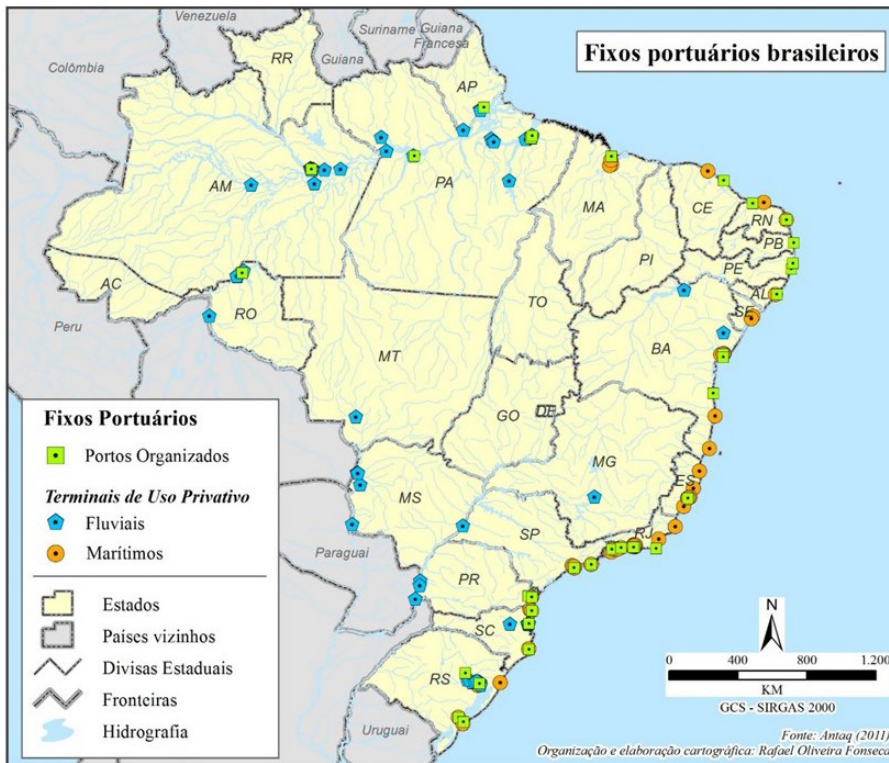 Fixos portuários brasileiros
Venezuela
Suriname
Guiana
Francesa
Guiana
Colômbia
RR
AP
AM
PA
MA
CE
RN
PB
PE
AL
SE
PI
TO
AC
RO
Peru
MT
BA
GO
DF
MG
ES
MS
SP
RJ
Paraguai
PR
SC
RS
Uruguai
Fixos Portuários
Portos Organizados
Terminais de Uso Privativo
Fluviais
Marítimos
Estados
Países vizinhos
Divisas Estaduais
Fronteiras
Hidrografia
N
0 400 800 1.200
KM
GCS - SIRGAS 2000
Fonte: Antaq (2011)
Organização e elaboração cartográfica: Rafael Oliveira Fonseca